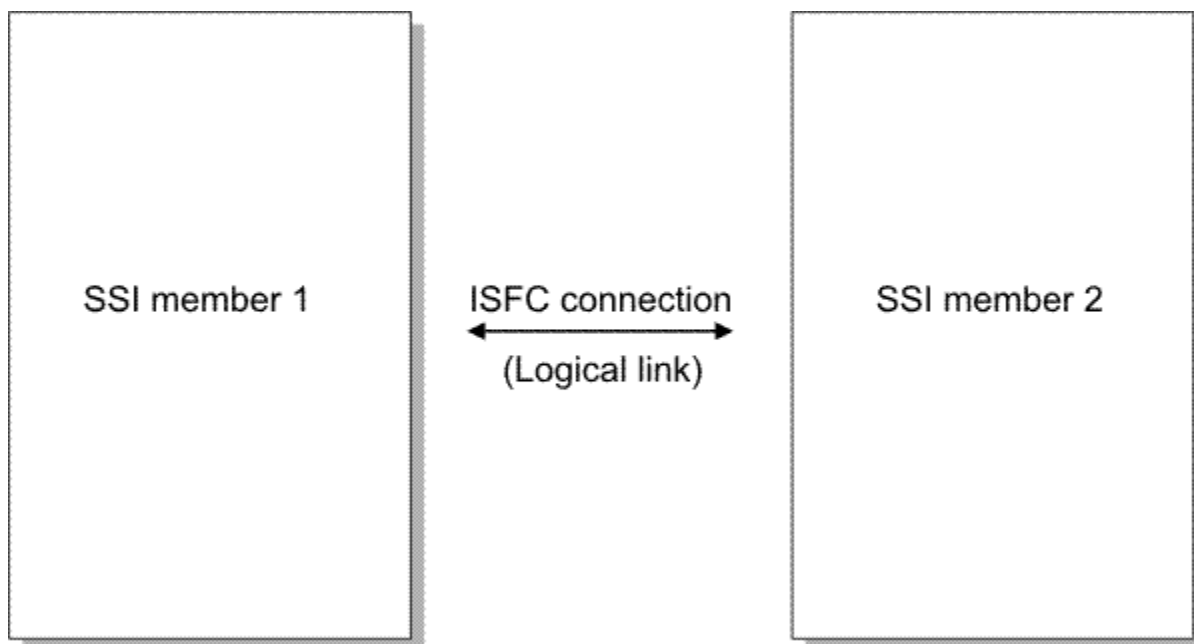 SSI member 1
ISFC connection
(Logical link)
SSI member 2